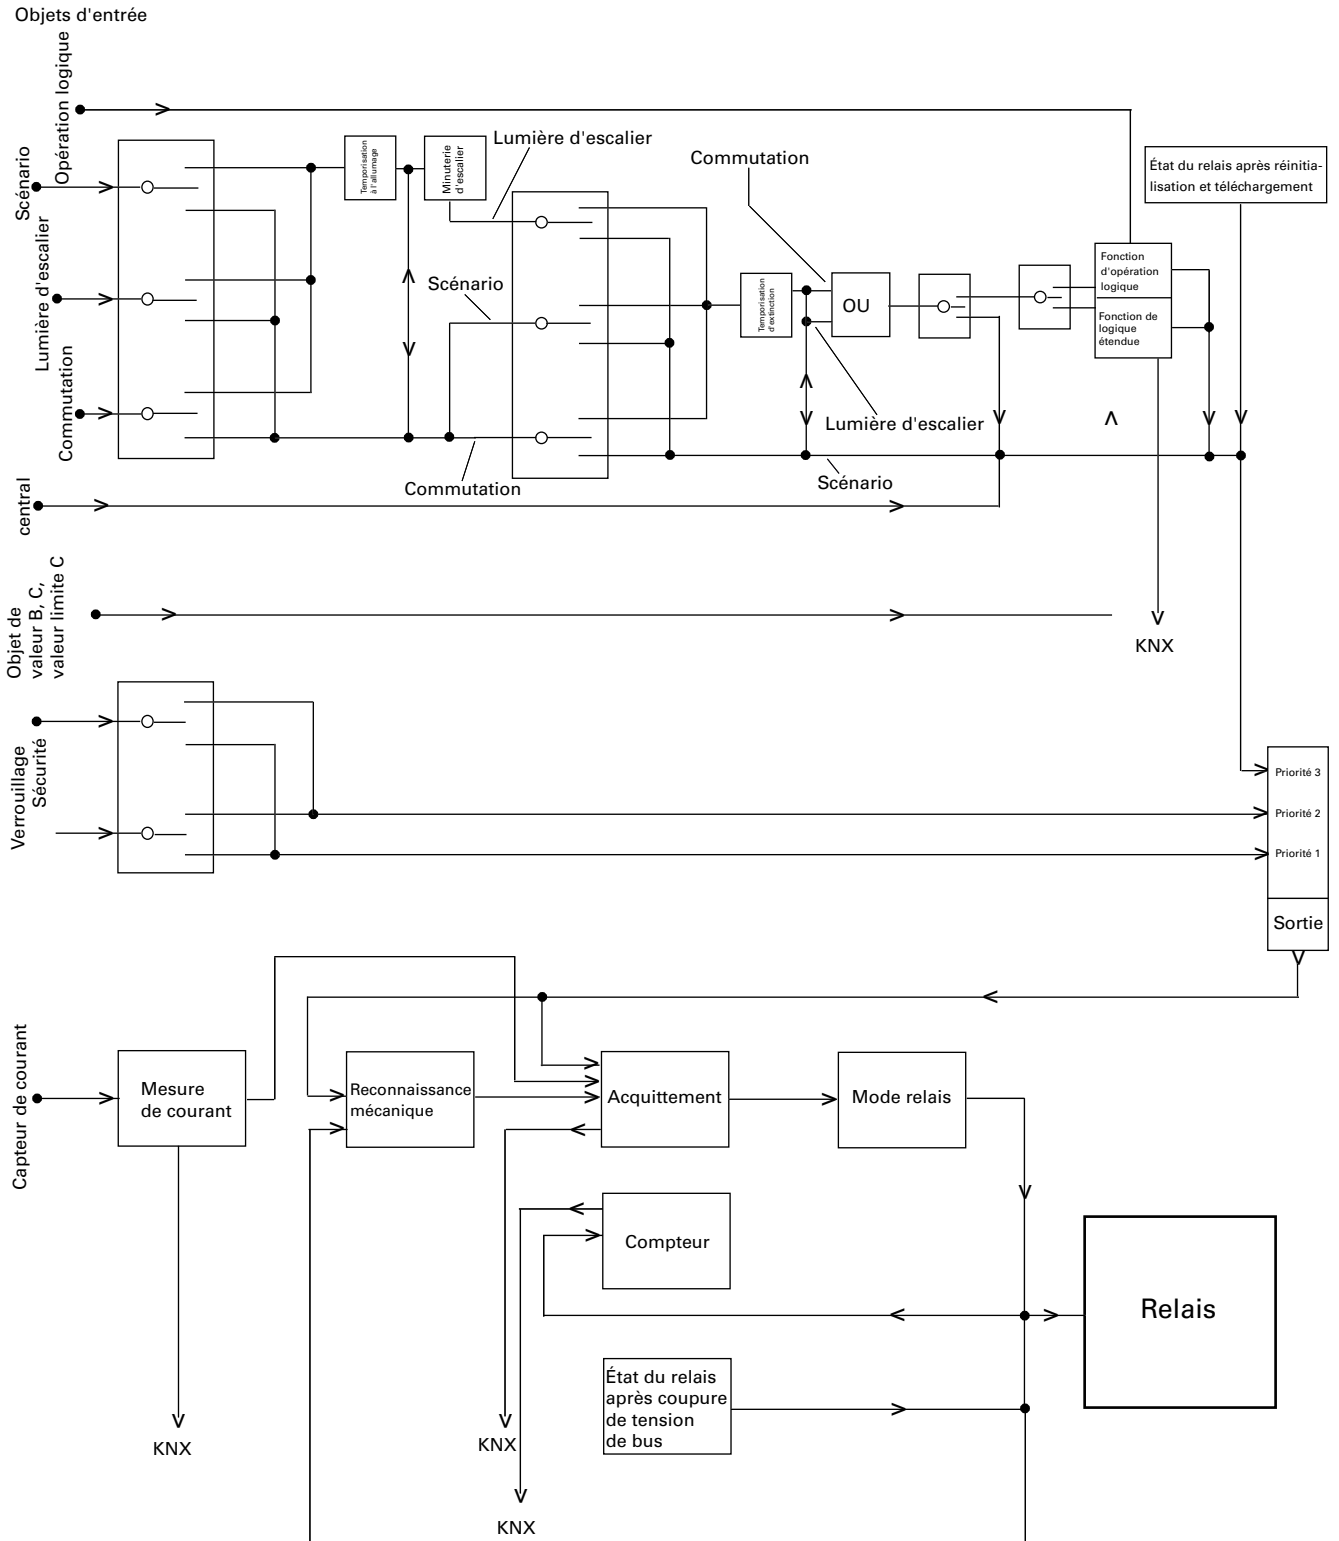 Objets d'entrée
Opération logique
Scénario
Lumière d'escalier
Commutation
central
Objet de
valeur B, C,
valeur limite C
Verrouillage
Sécurité
Capteur de courant
Temporisation
à l'allumage
Minuterie
d'escalier
Lumière d'escalier
Scénario
Commutation
Commutation
Temporisation
d'extinction
OU
Lumière d'escalier
Scénario
Fonction
d'opération
logique
Fonction de
logique
étendue
État du relais après réinitia-
lisation et téléchargement
KNX
Priorité 3
Priorité 2
Priorité 1
Sortie
Mesure
de courant
Reconnaissance
mécanique
Acquittement
Mode relais
Compteur
Relais
État du relais
après coupure
de tension
de bus
KNX
KNX
KNX